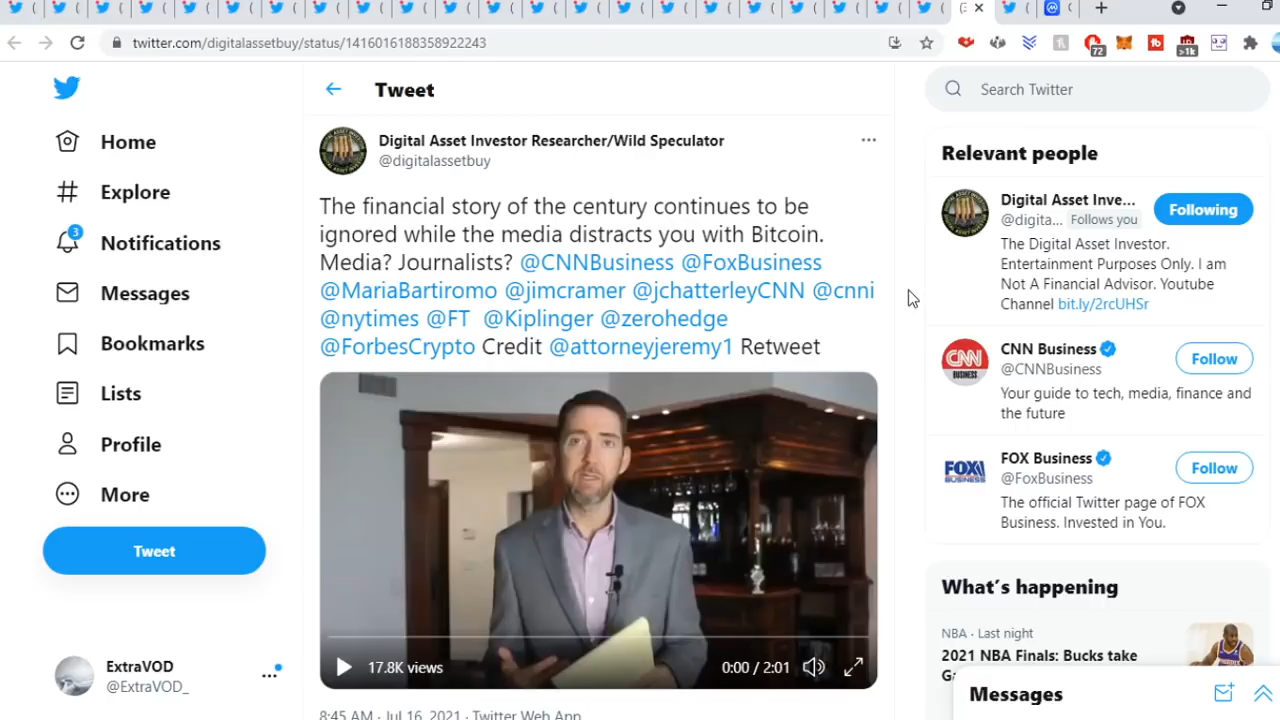 twitter.com/digitalassetbuy/status/1416016188358922243
72
>1k
Home
Explore
3
Notifications
Messages
Bookmarks
Lists
Profile
More
Tweet
ExtraVOD
@ExtraVOD_
Tweet
Digital Asset Investor Researcher/Wild Speculator
@digitalassetbuy
The financial story of the century continues to be
ignored while the media distracts you with Bitcoin.
Media? Journalists? @CNNBusiness @FoxBusiness
@MariaBartiromo @jimcramer @jchatterleyCNN @cnni
@nytimes @FT @Kiplinger @zerohedge
@ForbesCrypto Credit @attorneyjeremy1 Retweet
17.8K views
0:00 / 2:01
8:45 AM · Jul 16, 2021 · Twitter Web App
Search Twitter
Relevant people
Digital Asset Inve...
@digita... Follows you
Following
The Digital Asset Investor.
Entertainment Purposes Only. I am
Not A Financial Advisor. Youtube
Channel bit.ly/2rcUHSr
CNN Business
@CNNBusiness
Follow
Your guide to tech, media, finance and
the future
FOX Business
@FoxBusiness
Follow
The official Twitter page of FOX
Business. Invested in You.
What's happening
NBA · Last night
2021 NBA Finals: Bucks take
Messages